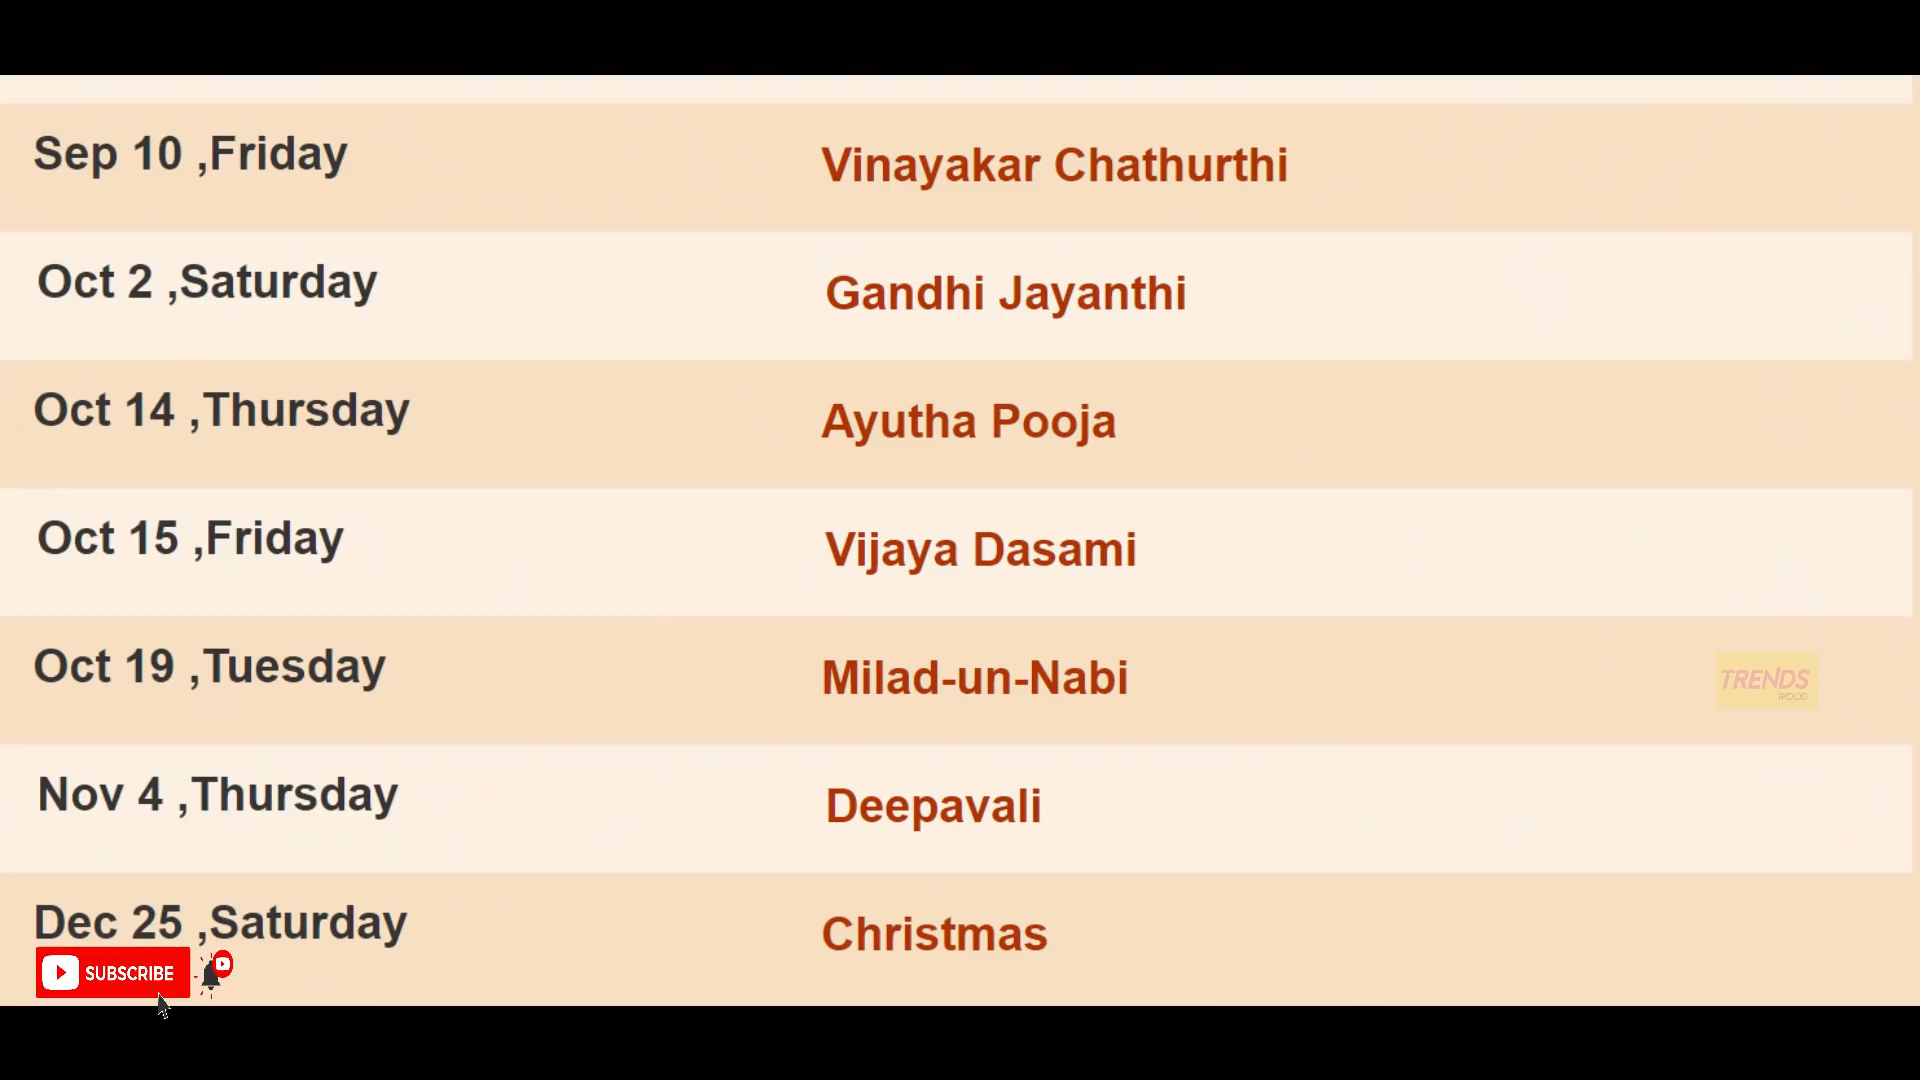 Sep 10 ,Friday
Vinayakar Chathurthi
Oct 2 ,Saturday
Gandhi Jayanthi
Oct 14 ,Thursday
Ayutha Pooja
Oct 15 ,Friday
Vijaya Dasami
Oct 19 ,Tuesday
Milad-un-Nabi
TRENDS
WOOD
Nov 4 ,Thursday
Deepavali
Dec 25 ,Saturday
Christmas
SUBSCRIBE